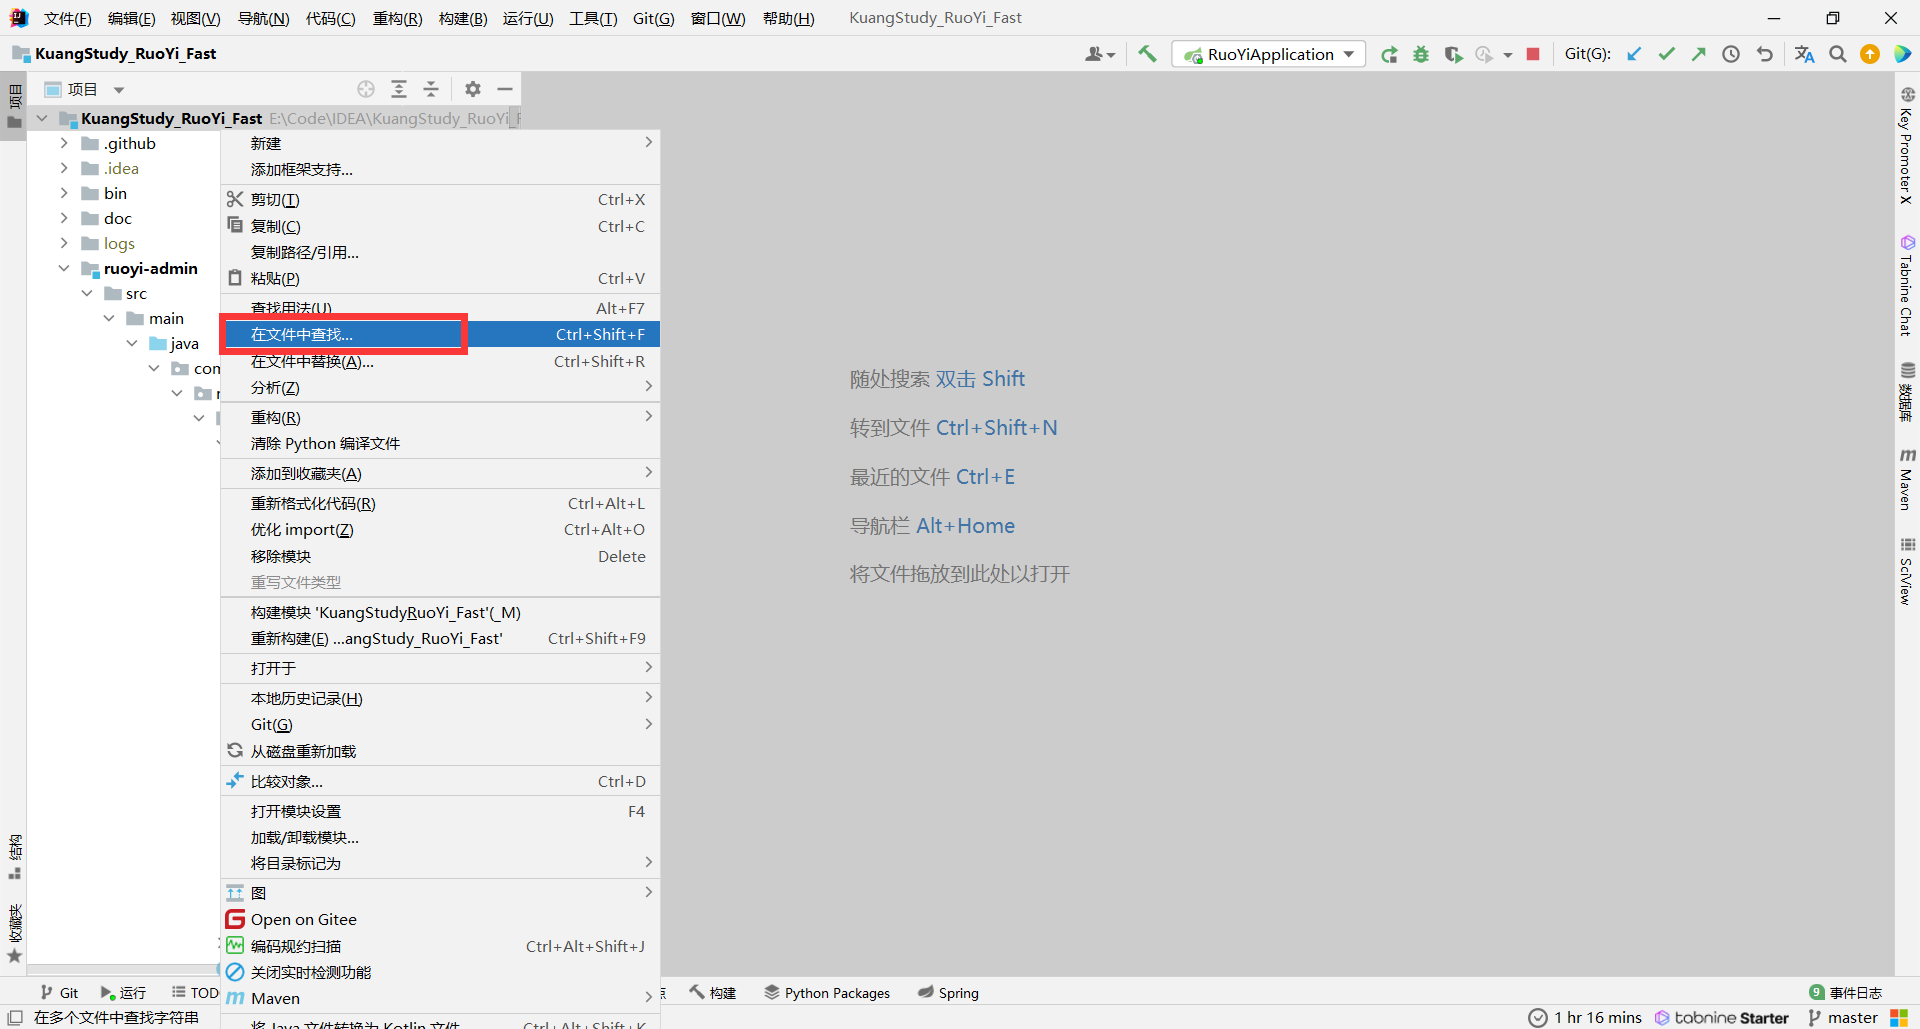 文件(F) 编辑(E) 视图(V) 导航(N) 代码(C) 重构(R) 构建(B) 运行(U) 工具(T) Git(G) 窗口(W) 帮助(H) KuangStudy_RuoYi_Fast
KuangStudy_RuoYi_Fast
RuoYiApplication
Git(G):
项目
项目
KuangStudy_RuoYi_Fast E:\Code\IDEA\KuangStudy_RuoYi_F
.github
.idea
bin
doc
logs
ruoyi-admin
src
main
java
com
新建
添加框架支持...
剪切(T) Ctrl+X
复制(C) Ctrl+C
复制路径/引用...
粘贴(P) Ctrl+V
查找用法(U) Alt+F7
在文件中查找... Ctrl+Shift+F
在文件中替换(A)... Ctrl+Shift+R
分析(Z)
重构(R)
清除 Python 编译文件
添加到收藏夹(A)
重新格式化代码(R) Ctrl+Alt+L
优化 import(Z) Ctrl+Alt+O
移除模块 Delete
重写文件类型
构建模块 'KuangStudyRuoYi_Fast'(_M)
重新构建(E) ...angStudy_RuoYi_Fast' Ctrl+Shift+F9
打开于
本地历史记录(H)
Git(G)
从磁盘重新加载
比较对象... Ctrl+D
打开模块设置 F4
加载/卸载模块...
将目录标记为
图
Open on Gitee
编码规约扫描 Ctrl+Alt+Shift+J
关闭实时检测功能
Maven
将 Java 文件转换为 Kotlin 文件 Ctrl+Alt+Shift+K
随处搜索 双击 Shift
转到文件 Ctrl+Shift+N
最近的文件 Ctrl+E
导航栏 Alt+Home
将文件拖放到此处以打开
Key Promoter X
Tabnine Chat
数据库
m Maven
SciView
结构
收藏夹
Git
运行
TOD
构建
Python Packages
Spring
9 事件日志
在多个文件中查找字符串
1 hr 16 mins
tabnine Starter
master